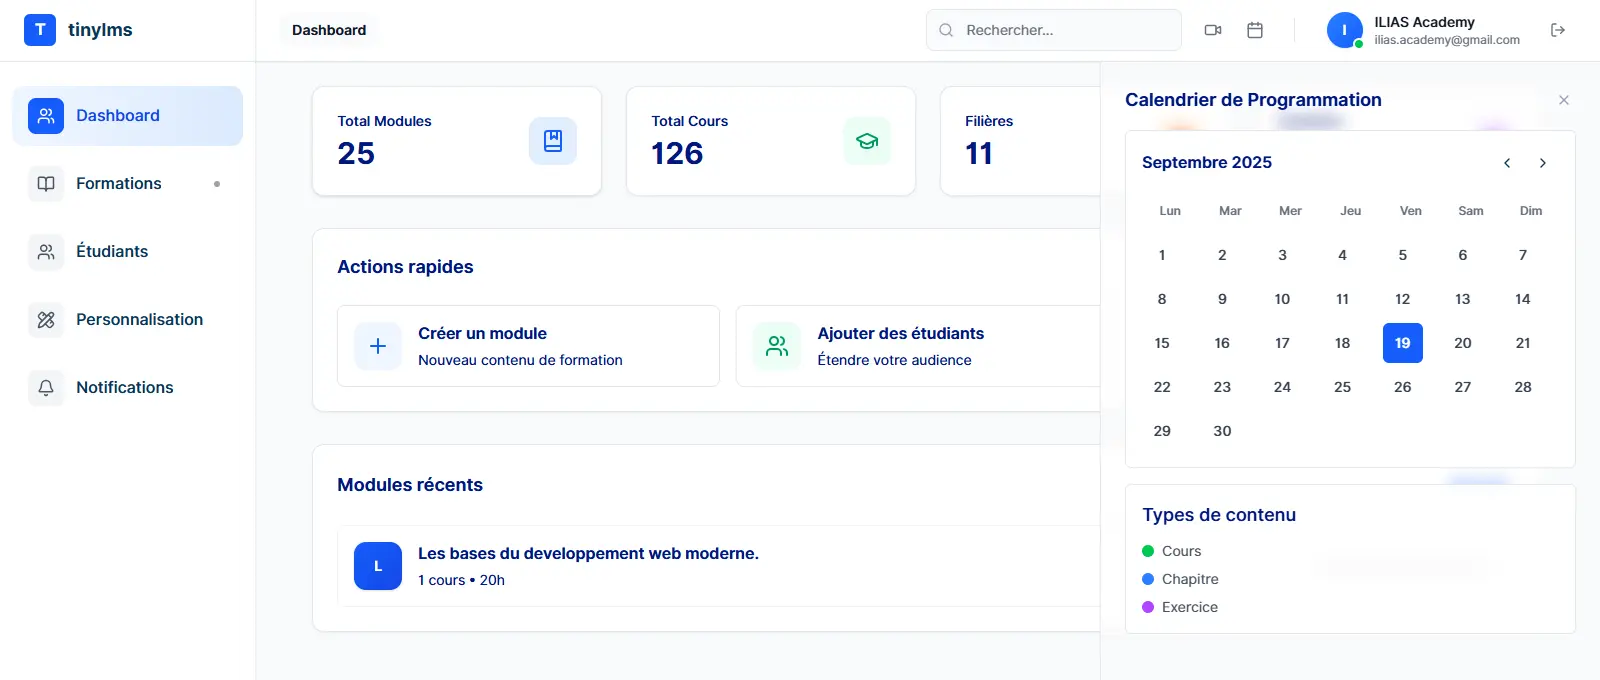 T tinylms
Dashboard
Rechercher...
I
ILIAS Academy
ilias.academy@gmail.com
Dashboard
Formations
Étudiants
Personnalisation
Notifications
Total Modules
25
Total Cours
126
Filières
11
Actions rapides
Créer un module
Nouveau contenu de formation
Ajouter des étudiants
Étendre votre audience
Modules récents
L
Les bases du developpement web moderne.
1 cours • 20h
Calendrier de Programmation
Septembre 2025
Lun Mar Mer Jeu Ven Sam Dim
1 2 3 4 5 6 7
8 9 10 11 12 13 14
15 16 17 18 19 20 21
22 23 24 25 26 27 28
29 30
Types de contenu
Cours
Chapitre
Exercice